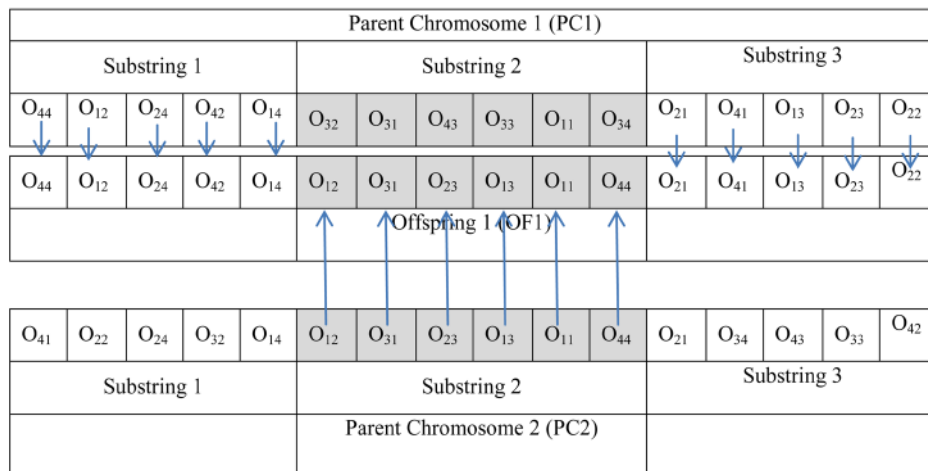 Parent Chromosome 1 (PC1)
Substring 1 Substring 2 Substring 3
O₄₄ O₁₂ O₂₄ O₄₂ O₁₄ O₃₂ O₃₁ O₄₃ O₃₃ O₁₁ O₃₄ O₂₁ O₄₁ O₁₃ O₂₃ O₂₂
O₄₄ O₁₂ O₂₄ O₄₂ O₁₄ O₁₂ O₃₁ O₂₃ O₁₃ O₁₁ O₄₄ O₂₁ O₄₁ O₁₃ O₂₃ O₂₂
Offspring 1 (OF1)
O₄₁ O₂₂ O₂₄ O₃₂ O₁₄ O₁₂ O₃₁ O₂₃ O₁₃ O₁₁ O₄₄ O₂₁ O₃₄ O₄₃ O₃₃ O₄₂
Substring 1 Substring 2 Substring 3
Parent Chromosome 2 (PC2)